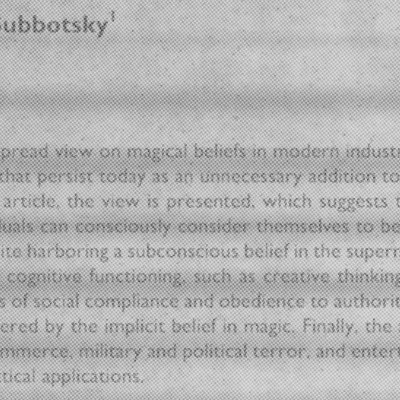 Subbotsky1
pread view on magical beliefs in modern industr
that persist today as an unnecessary addition to
article, the view is presented, which suggests t
uals can consciously consider themselves to be
ite harboring a subconscious belief in the supern
cognitive functioning, such as creative thinking
s of social compliance and obedience to authorit
ered by the implicit belief in magic. Finally, the a
mmerce, military and political terror, and entert
tical applications.